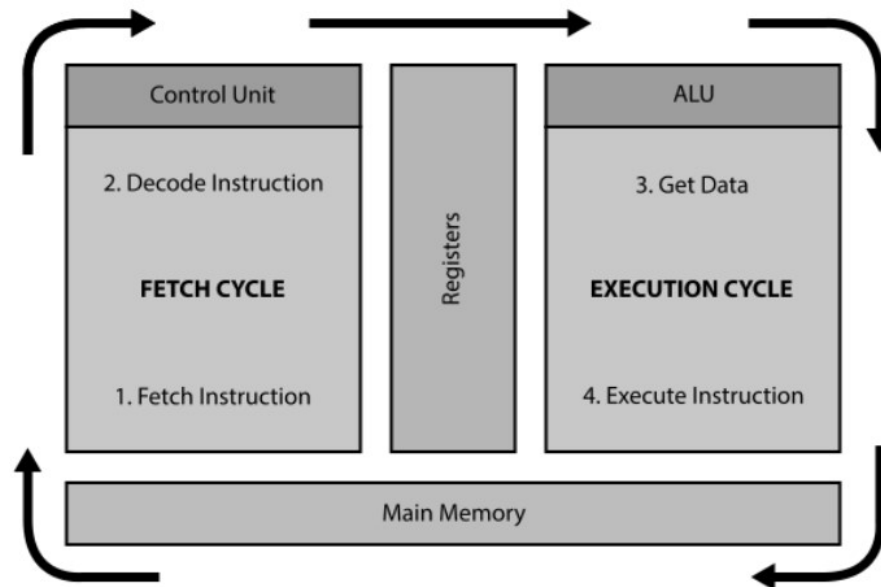 Control Unit
2. Decode Instruction
FETCH CYCLE
1. Fetch Instruction
Registers
ALU
3. Get Data
EXECUTION CYCLE
4. Execute Instruction
Main Memory